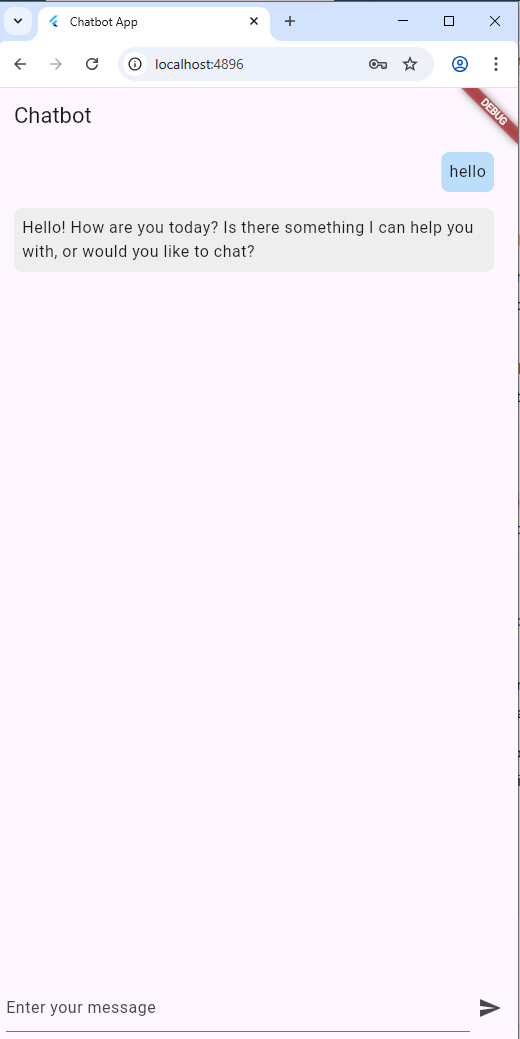 Chatbot App
localhost:4896
Chatbot
DEBUG
hello
Hello! How are you today? Is there something I can help you
with, or would you like to chat?
Enter your message